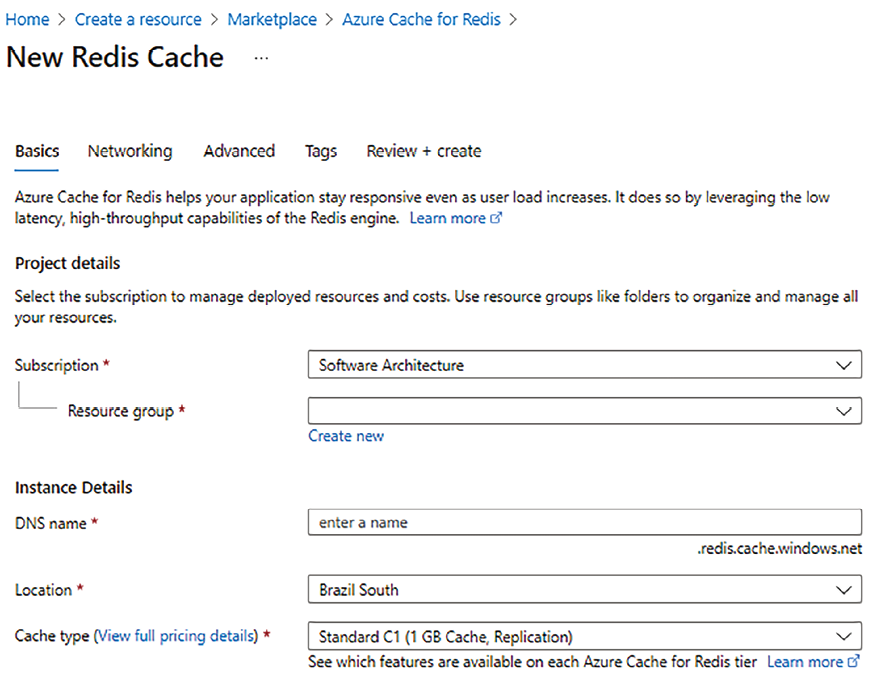 Home > Create a resource > Marketplace > Azure Cache for Redis >
New Redis Cache ...
Basics Networking Advanced Tags Review + create
Azure Cache for Redis helps your application stay responsive even as user load increases. It does so by leveraging the low
latency, high-throughput capabilities of the Redis engine. Learn more
Project details
Select the subscription to manage deployed resources and costs. Use resource groups like folders to organize and manage all
your resources.
Subscription * Software Architecture
Resource group *
Create new
Instance Details
DNS name * enter a name
.redis.cache.windows.net
Location * Brazil South
Cache type (View full pricing details) * Standard C1 (1 GB Cache, Replication)
See which features are available on each Azure Cache for Redis tier Learn more